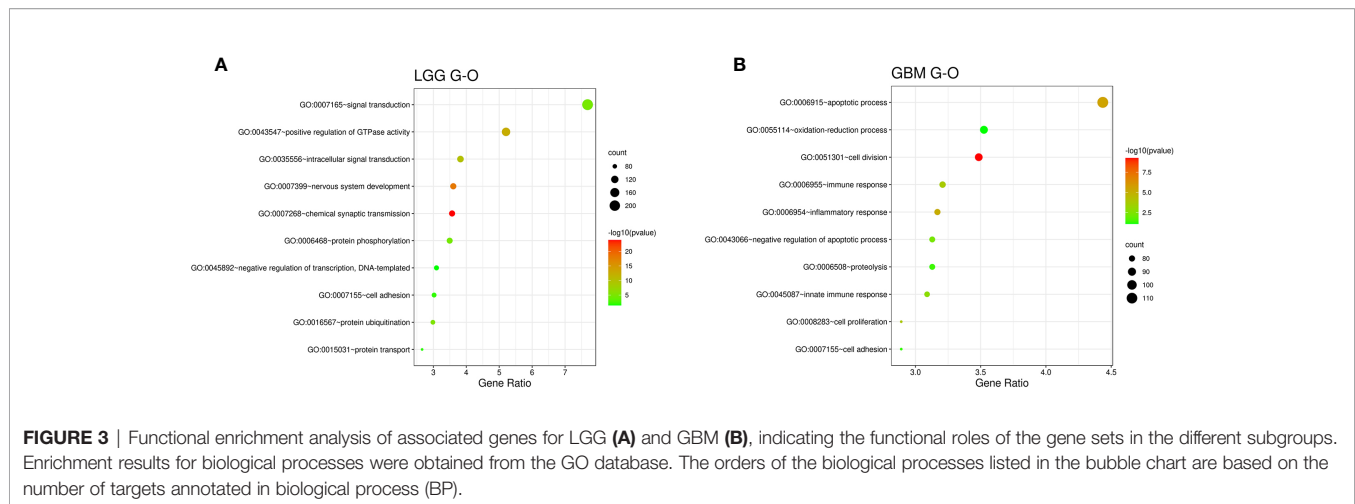 A
LGG G-O
GO:0007165~signal transduction
GO:0043547~positive regulation of GTPase activity
GO:0035556~intracellular signal transduction
GO:0007399~nervous system development
GO:0007268~chemical synaptic transmission
GO:0006468~protein phosphorylation
GO:0045892~negative regulation of transcription, DNA-templated
GO:0007155~cell adhesion
GO:0016567~protein ubiquitination
GO:0015031~protein transport
3 4 5 6 7
Gene Ratio
count
80
120
160
200
-log10(pvalue)
20
15
10
5
B
GBM G-O
GO:0006915~apoptotic process
GO:0055114~oxidation-reduction process
GO:0051301~cell division
GO:0006955~immune response
GO:0006954~inflammatory response
GO:0043066~negative regulation of apoptotic process
GO:0006508~proteolysis
GO:0045087~innate immune response
GO:0008283~cell proliferation
GO:0007155~cell adhesion
3.0 3.5 4.0 4.5
Gene Ratio
-log10(pvalue)
7.5
5.0
2.5
count
80
90
100
110
FIGURE 3 | Functional enrichment analysis of associated genes for LGG (A) and GBM (B), indicating the functional roles of the gene sets in the different subgroups.
Enrichment results for biological processes were obtained from the GO database. The orders of the biological processes listed in the bubble chart are based on the
number of targets annotated in biological process (BP).